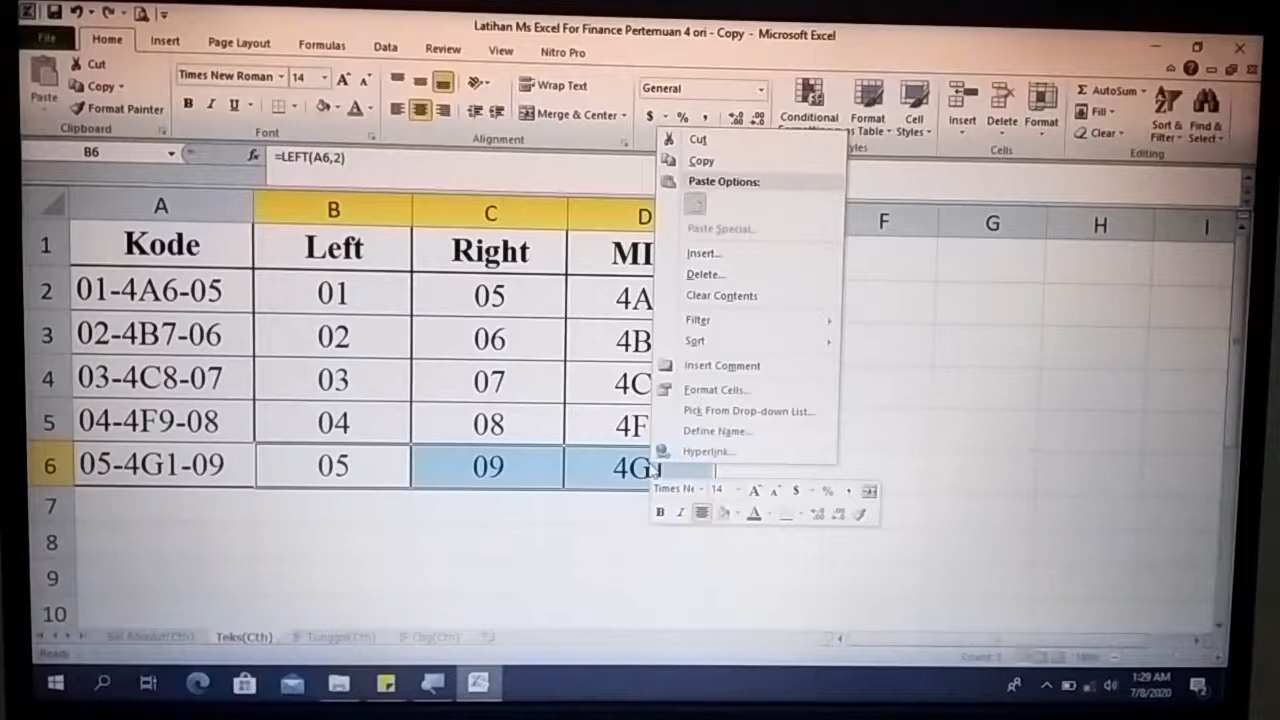 Latihan Ms Excel For Finance Pertemuan 4 ori - Copy - Microsoft Excel
File Home Insert Page Layout Formulas Data Review View Nitro Pro
Paste
Cut
Copy
Format Painter
Clipboard
Times New Roman 14
B I U
Font
Wrap Text
Merge & Center
Alignment
General
$ % ,
Conditional
Format
as Table
Cell
Styles
Insert Delete Format
Cells
AutoSum
Fill
Clear
Sort & Filter
Find & Select
Editing
B6 fx =LEFT(A6,2)
A B C D F G H I
1 Kode Left Right MI
2 01-4A6-05 01 05 4A
3 02-4B7-06 02 06 4B
4 03-4C8-07 03 07 4C
5 04-4F9-08 04 08 4F
6 05-4G1-09 05 09 4G1
7
8
9
10
Cut
Copy
Paste Options:
Paste Special...
Insert...
Delete...
Clear Contents
Filter
Sort
Insert Comment
Format Cells...
Pick From Drop-down List...
Define Name...
Hyperlink...
Times Ne 14 A A $ % ,
B I A
Teks(Cth) IF Tunggal(Cth)
Ready
1:29 AM
7/8/2020